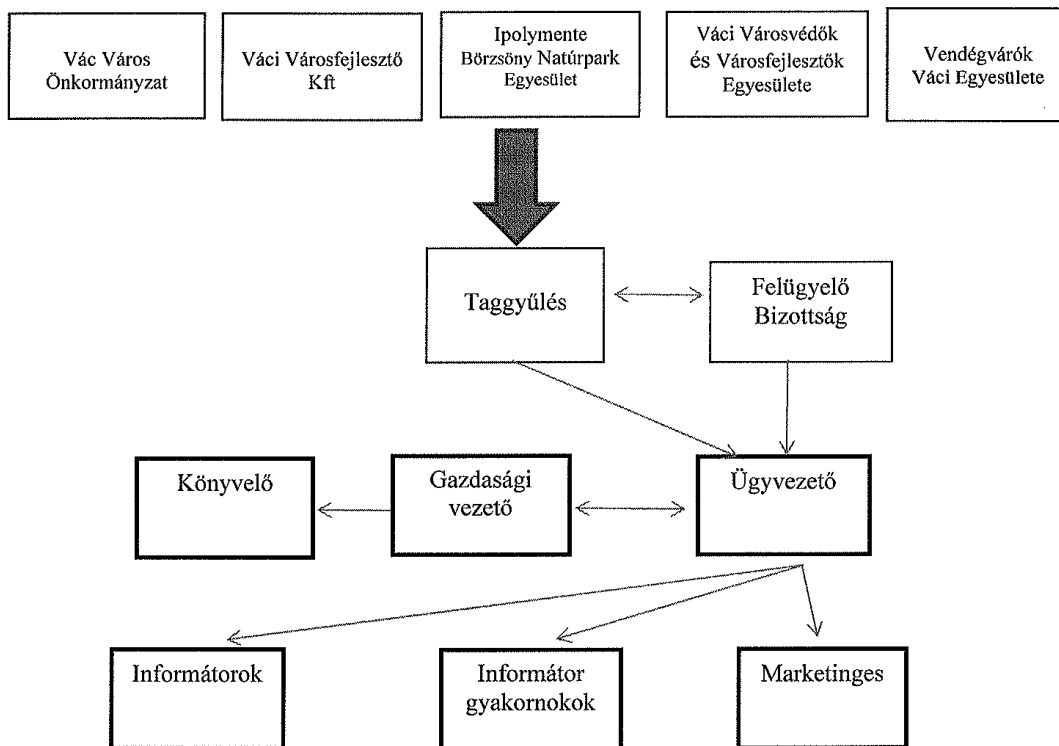 Vác Város
Önkormányzat
Váci Városfejlesztő
Kft
Ipolymente
Börzsöny Natúrpark
Egyesület
Váci Városvédők
és Városfejlesztők
Egyesülete
Vendégvárók
Váci Egyesülete
Taggyűlés
Felügyelő
Bizottság
Könyvelő
Gazdasági
vezető
Ügyvezető
Informátorok
Informátor
gyakornokok
Marketinges